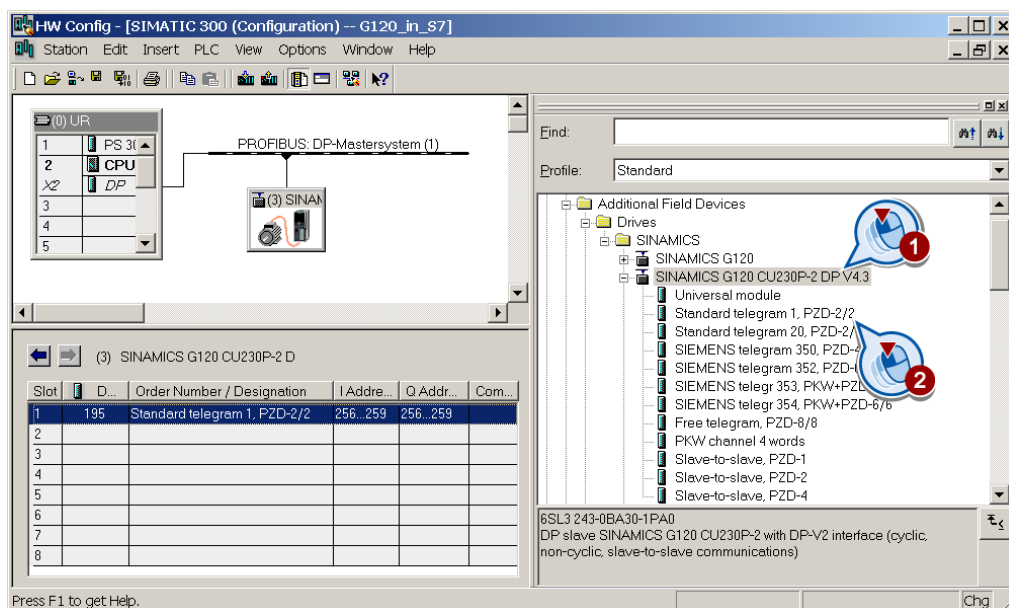 HW Config - [SIMATIC 300 (Configuration) -- G120_in_S7]
Station Edit Insert PLC View Options Window Help
(0) UR
1 PS 30
2 CPU
X2 DP
3
4
5
PROFIBUS: DP-Mastersystem (1)
(3) SINAM
(3) SINAMICS G120 CU230P-2 D
Slot D... Order Number / Designation I Addre... Q Addr... Com...
1 195 Standard telegram 1, PZD-2/2 256...259 256...259
2
3
4
5
6
7
8
Find:
Profile: Standard
Additional Field Devices
Drives
SINAMICS
SINAMICS G120
SINAMICS G120 CU230P-2 DP V4.3
Universal module
Standard telegram 1, PZD-2/2
Standard telegram 20, PZD-2/
SIEMENS telegram 350, PZD-4
SIEMENS telegram 352, PZD-
SIEMENS telegr 353, PKW+PZD
SIEMENS telegr 354, PKW+PZD-6/6
Free telegram, PZD-8/8
PKW channel 4 words
Slave-to-slave, PZD-1
Slave-to-slave, PZD-2
Slave-to-slave, PZD-4
1
2
6SL3 243-0BA30-1PA0
DP slave SINAMICS G120 CU230P-2 with DP-V2 interface (cyclic,
non-cyclic, slave-to-slave communications)
Press F1 to get Help.
Chg